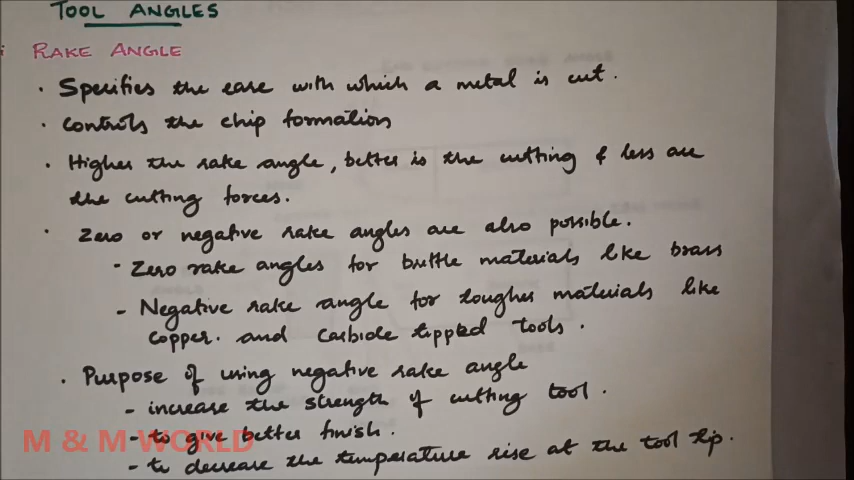 TOOL ANGLES
RAKE ANGLE
• Specifies the ease with which a metal is cut.
• Controls the chip formation
• Higher the rake angle, better is the cutting & less are
the cutting forces.
• Zero or negative rake angles are also possible.
- Zero rake angles for brittle materials like brass
- Negative rake angle for tougher materials like
copper. and carbide tippted tools.
• Purpose of using negative rake angle
- increase the strength of cutting tool.
- to give better finish.
M & M WORLD
- to decrease the temperature rise at the tool tip.